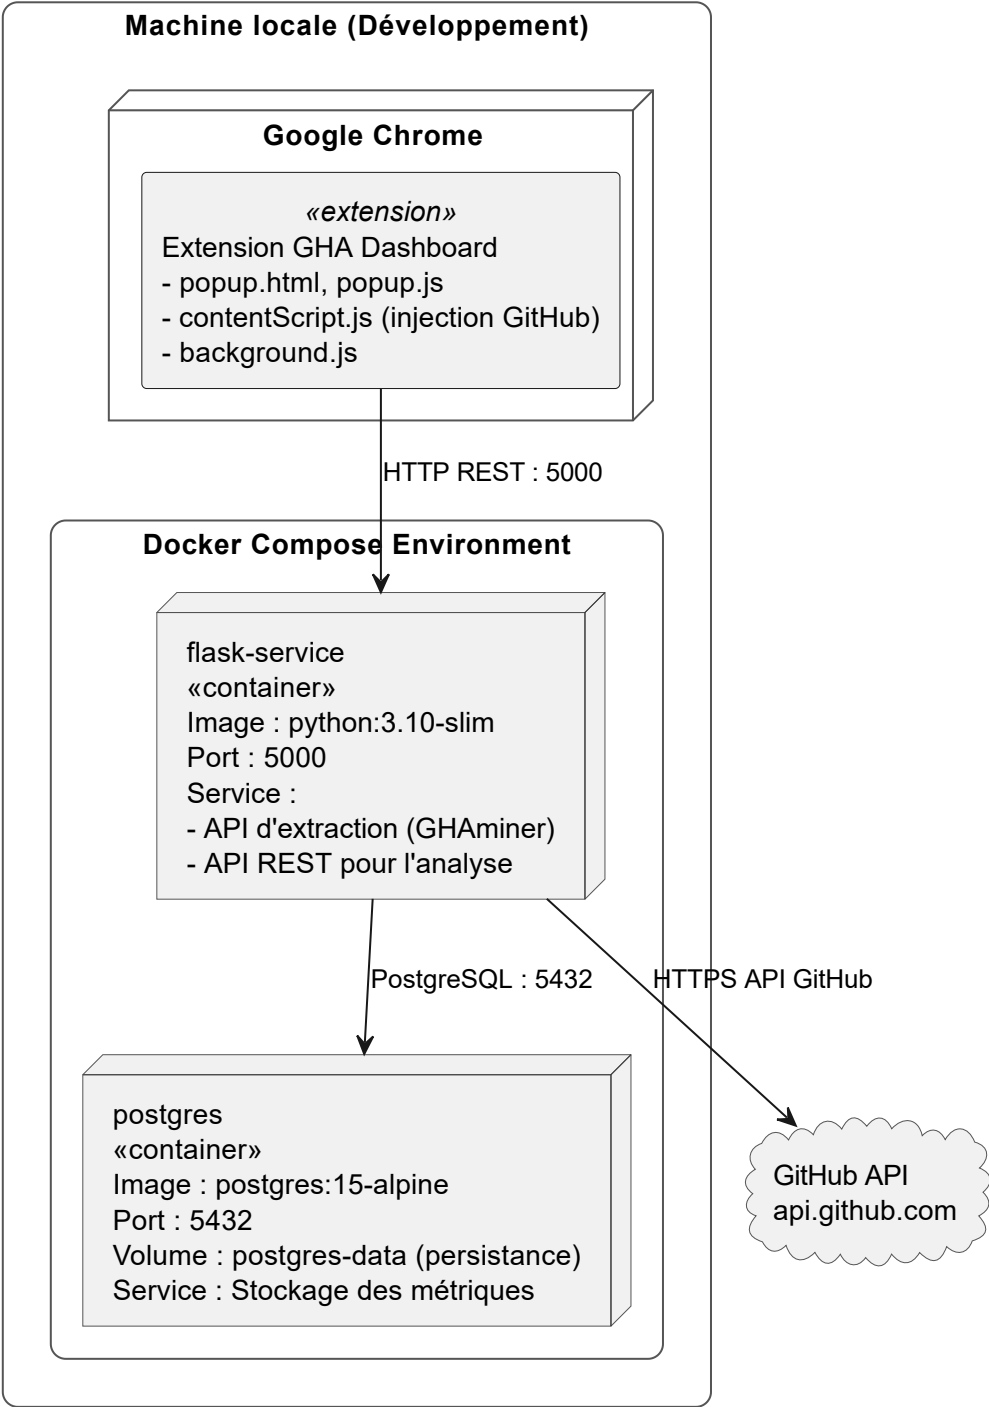 Machine locale (Développement)
Google Chrome
«extension»
Extension GHA Dashboard
- popup.html, popup.js
- contentScript.js (injection GitHub)
- background.js
HTTP REST : 5000
Docker Compose Environment
flask-service
«container»
Image : python:3.10-slim
Port : 5000
Service :
- API d'extraction (GHAminer)
- API REST pour l'analyse
PostgreSQL : 5432
HTTPS API GitHub
postgres
«container»
Image : postgres:15-alpine
Port : 5432
Volume : postgres-data (persistance)
Service : Stockage des métriques
GitHub API
api.github.com